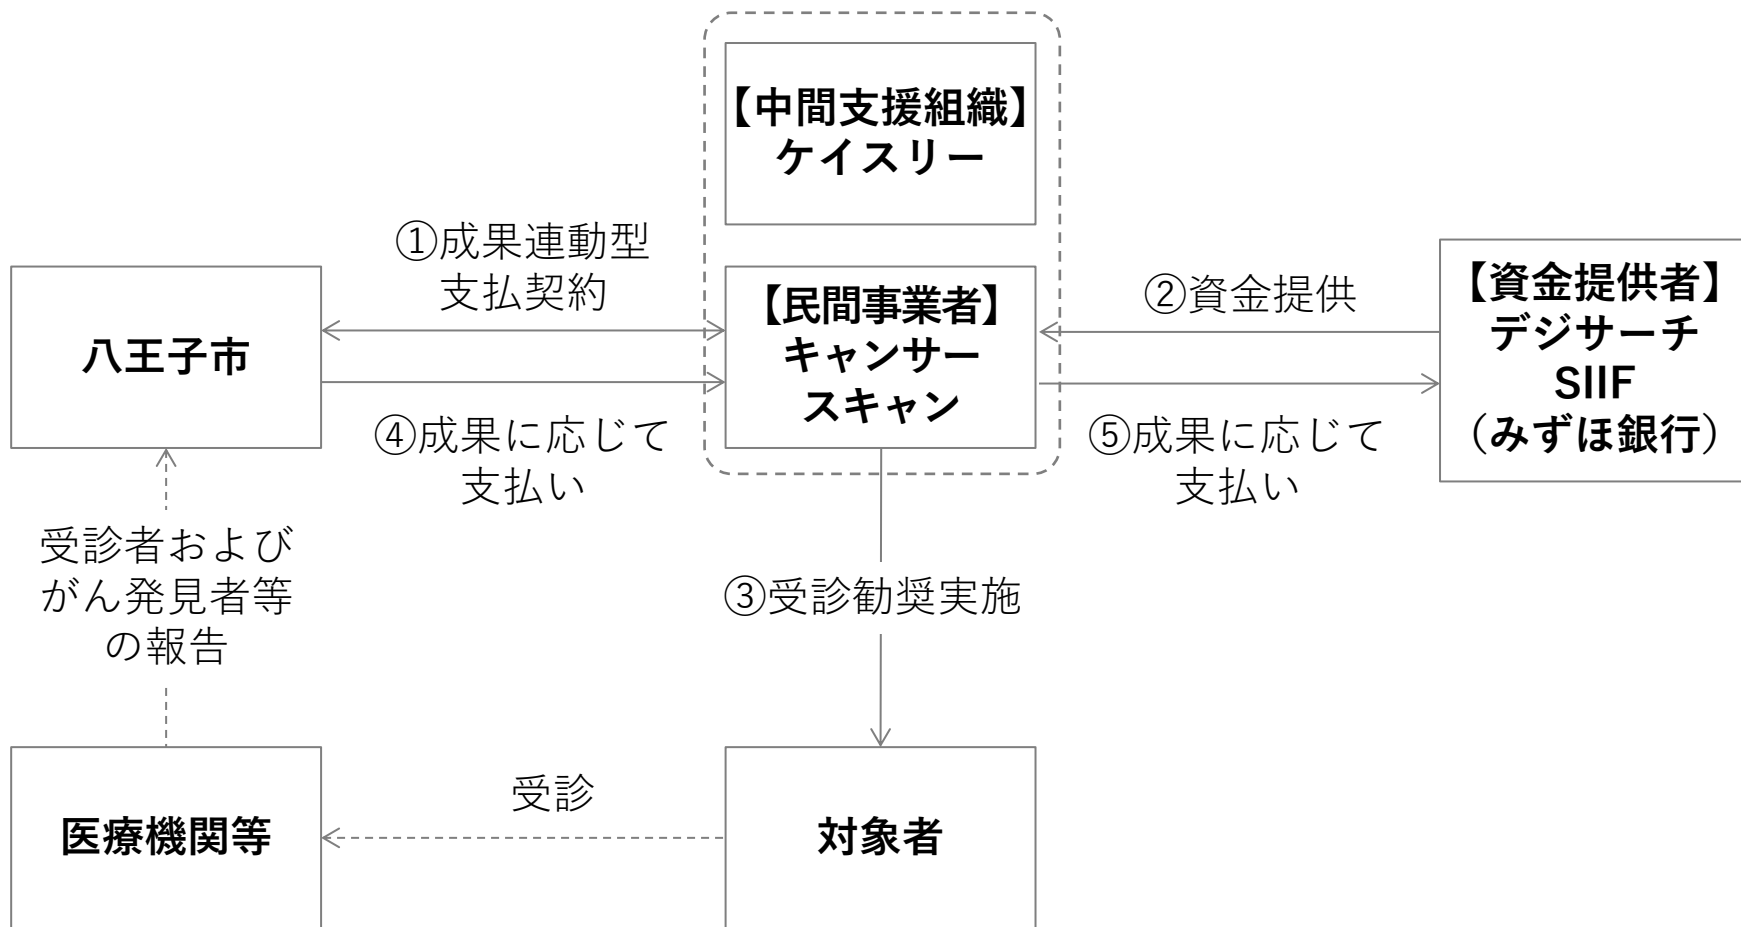 【中間支援組織】
ケイスリー
①成果連動型
支払契約
八王子市
【民間事業者】
キャンサー
スキャン
②資金提供
【資金提供者】
デジサーチ
SIIF
（みずほ銀行）
④成果に応じて
支払い
⑤成果に応じて
支払い
受診者および
がん発見者等
の報告
③受診勧奨実施
医療機関等
受診
対象者